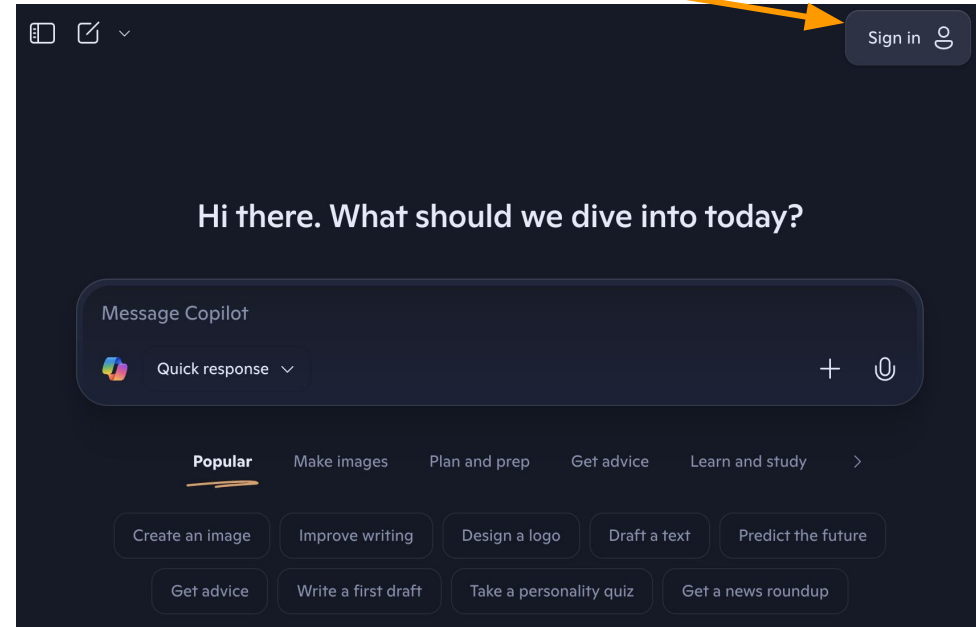 Sign in
Hi there. What should we dive into today?
Message Copilot
Quick response
Popular Make images Plan and prep Get advice Learn and study
Create an image Improve writing Design a logo Draft a text Predict the future
Get advice Write a first draft Take a personality quiz Get a news roundup